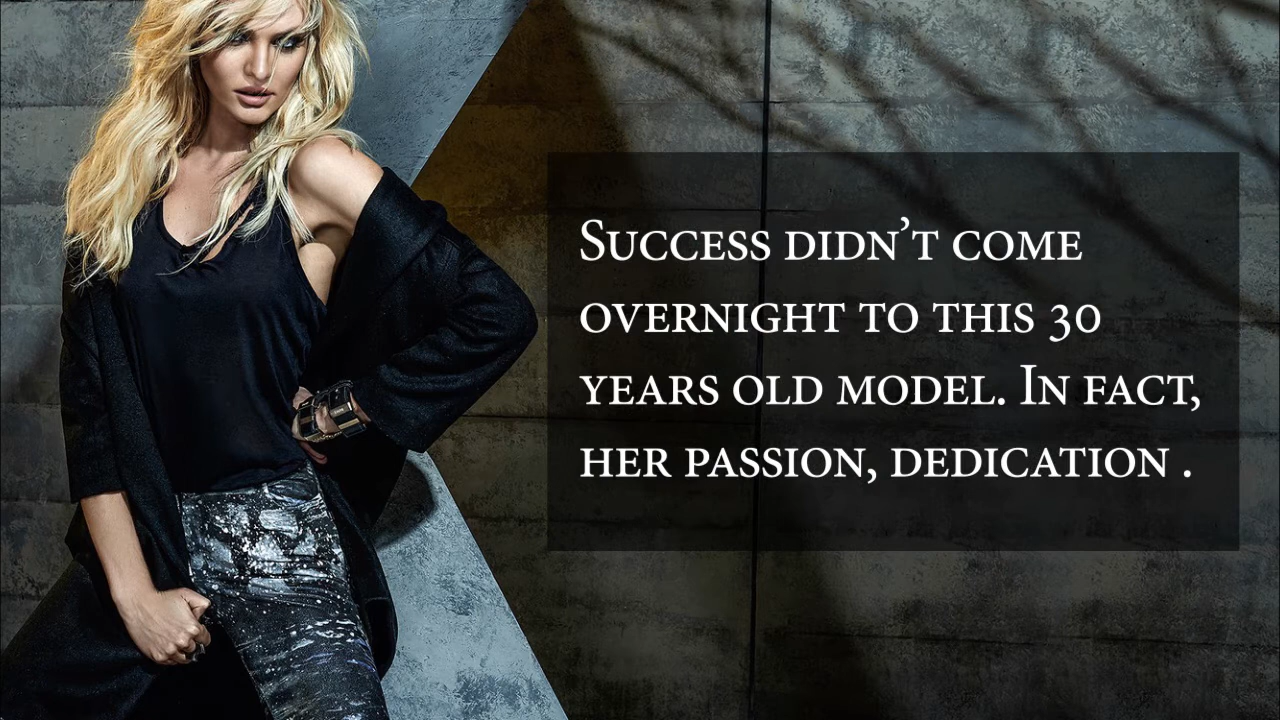 Success didn’t come
overnight to this 30
years old model. In fact,
her passion, dedication .